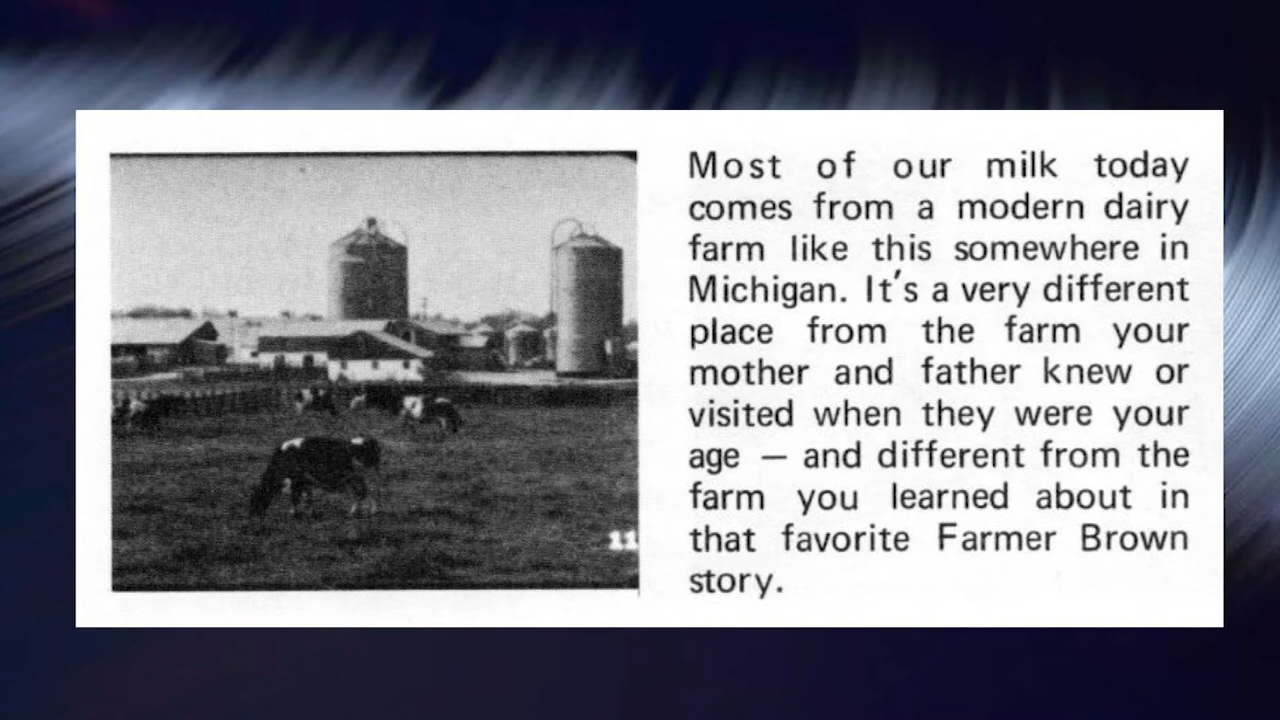 Most of our milk today
comes from a modern dairy
farm like this somewhere in
Michigan. It's a very different
place from the farm your
mother and father knew or
visited when they were your
age — and different from the
farm you learned about in
that favorite Farmer Brown
story.
11